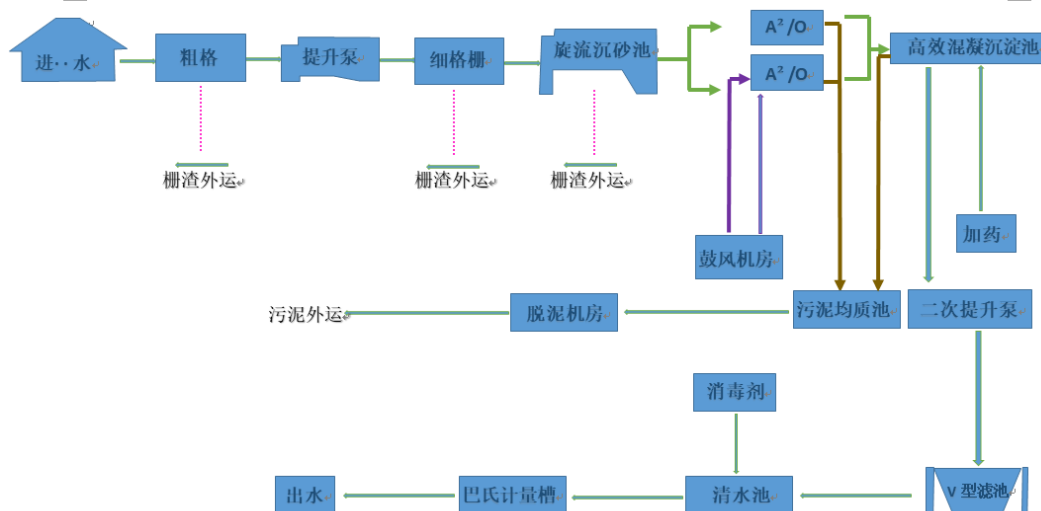 进··水
粗格
提升泵
细格栅
旋流沉砂池
A²/O
A²/O
高效混凝沉淀池
栅渣外运
栅渣外运
栅渣外运
鼓风机房
加药
污泥外运
脱泥机房
污泥均质池
二次提升泵
消毒剂
出水
巴氏计量槽
清水池
V 型滤池